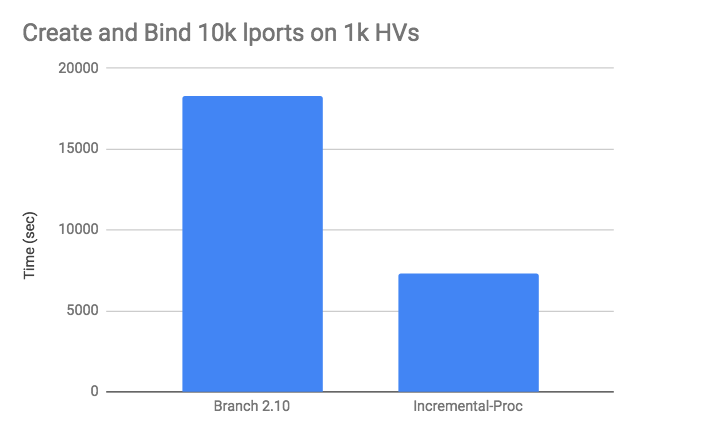 Create and Bind 10k lports on 1k HVs
20000
15000
10000
5000
0
Time (sec)
Branch 2.10
Incremental-Proc